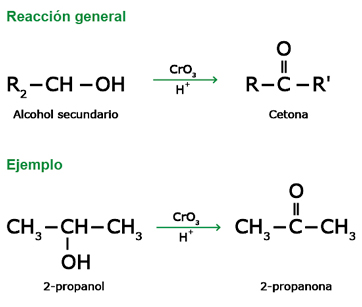 Reacción general
O
R₂ – CH – OH CrO₃ R – C – R'
H⁺
Alcohol secundario Cetona
Ejemplo
O
CH₃ – CH – CH₃ CrO₃ CH₃ – C – CH₃
H⁺
OH
2-propanol 2-propanona